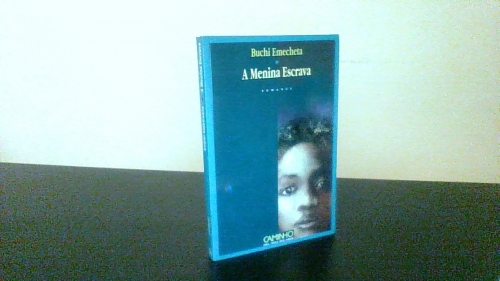 Buchi Emecheta
A Menina Escrava
romance
CAMINHO